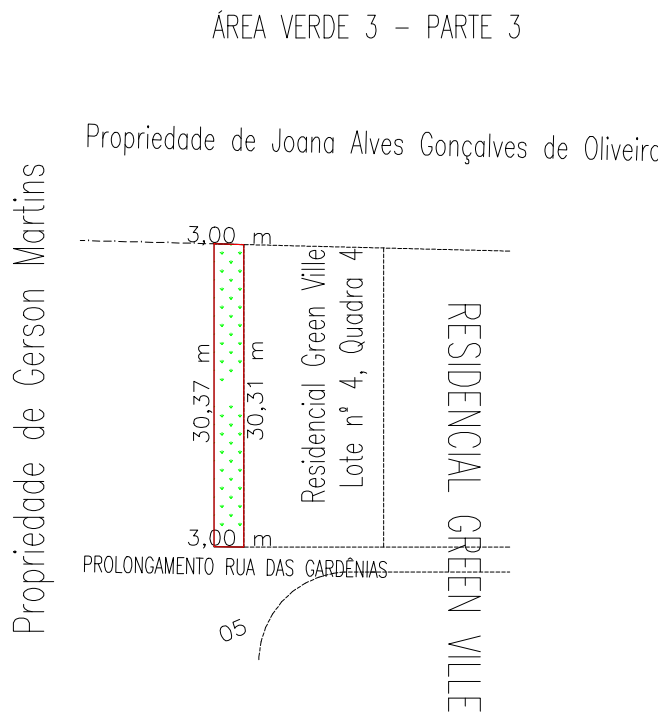 ÁREA VERDE 3 - PARTE 3
Propriedade de Joana Alves Gonçalves de Oliveira
Propriedade de Gerson Martins
3,00 m
30,37 m
30,31 m
Residencial Green Ville
Lote nº 4, Quadra 4
RESIDENCIAL GREEN VILLE
3,00 m
PROLONGAMENTO RUA DAS GARDÊNIAS
05